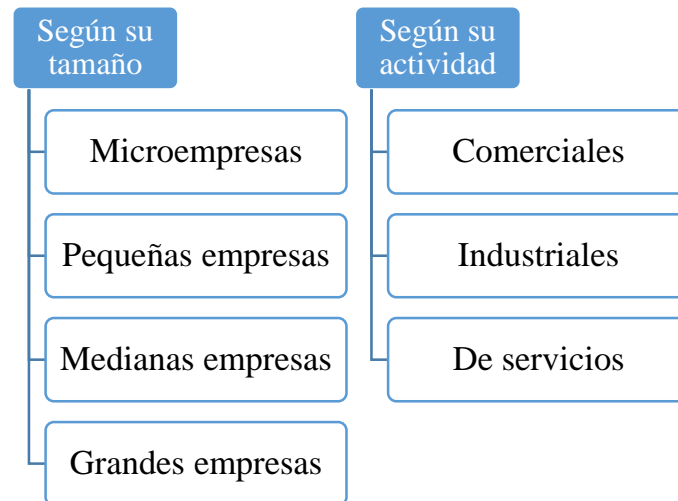 Según su
tamaño
Microempresas
Pequeñas empresas
Medianas empresas
Grandes empresas
Según su
actividad
Comerciales
Industriales
De servicios